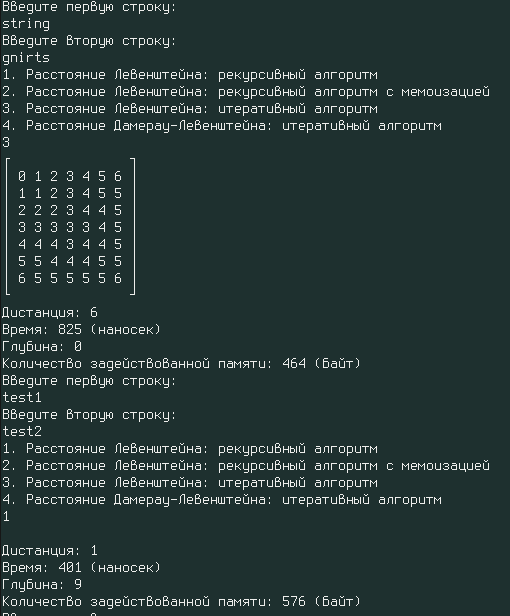 Введите первую строку:
string
Введите вторую строку:
gnirts
1. Расстояние Левенштейна: рекурсивный алгоритм
2. Расстояние Левенштейна: рекурсивный алгоритм с мемоизацией
3. Расстояние Левенштейна: итеративный алгоритм
4. Расстояние Дамерау-Левенштейна: итеративный алгоритм
3
0 1 2 3 4 5 6
1 1 2 3 4 5 5
2 2 2 3 4 4 5
3 3 3 3 3 4 5
4 4 4 3 4 4 5
5 5 4 4 4 5 5
6 5 5 5 5 5 6
Дистанция: 6
Время: 825 (наносек)
Глубина: 0
Количество задействованной памяти: 464 (байт)
Введите первую строку:
test1
Введите вторую строку:
test2
1. Расстояние Левенштейна: рекурсивный алгоритм
2. Расстояние Левенштейна: рекурсивный алгоритм с мемоизацией
3. Расстояние Левенштейна: итеративный алгоритм
4. Расстояние Дамерау-Левенштейна: итеративный алгоритм
1
Дистанция: 1
Время: 401 (наносек)
Глубина: 9
Количество задействованной памяти: 576 (байт)